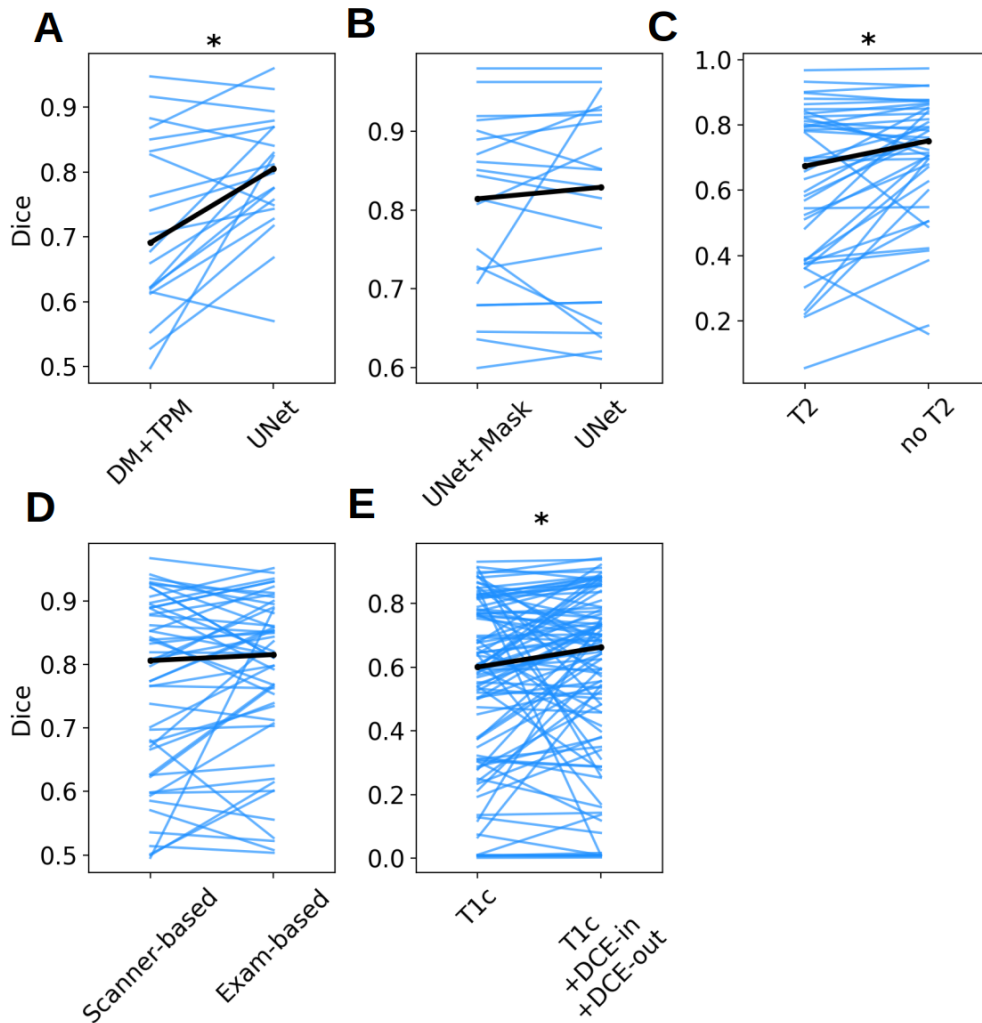 A
*
B
C
*
Dice
0.9
0.8
0.7
0.6
0.5
0.9
0.8
0.7
0.6
1.0
0.8
0.6
0.4
0.2
DM+TPM
UNet
UNet+Mask
UNet
T2
no T2
D
E
*
Dice
0.9
0.8
0.7
0.6
0.5
0.8
0.6
0.4
0.2
0.0
Scanner-based
Exam-based
T1c
T1c
+DCE-in
+DCE-out